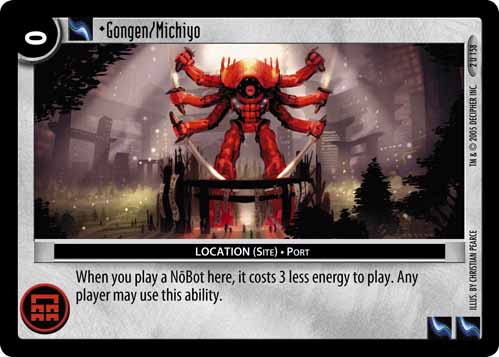 0
•Gongen/Michiyo
2 U 158
TM & © 2005 DECIPHER INC.
LOCATION (SITE) • PORT
When you play a NōBot here, it costs 3 less energy to play. Any
player may use this ability.
ILLUS. BY CHRISTIAN PEARCE